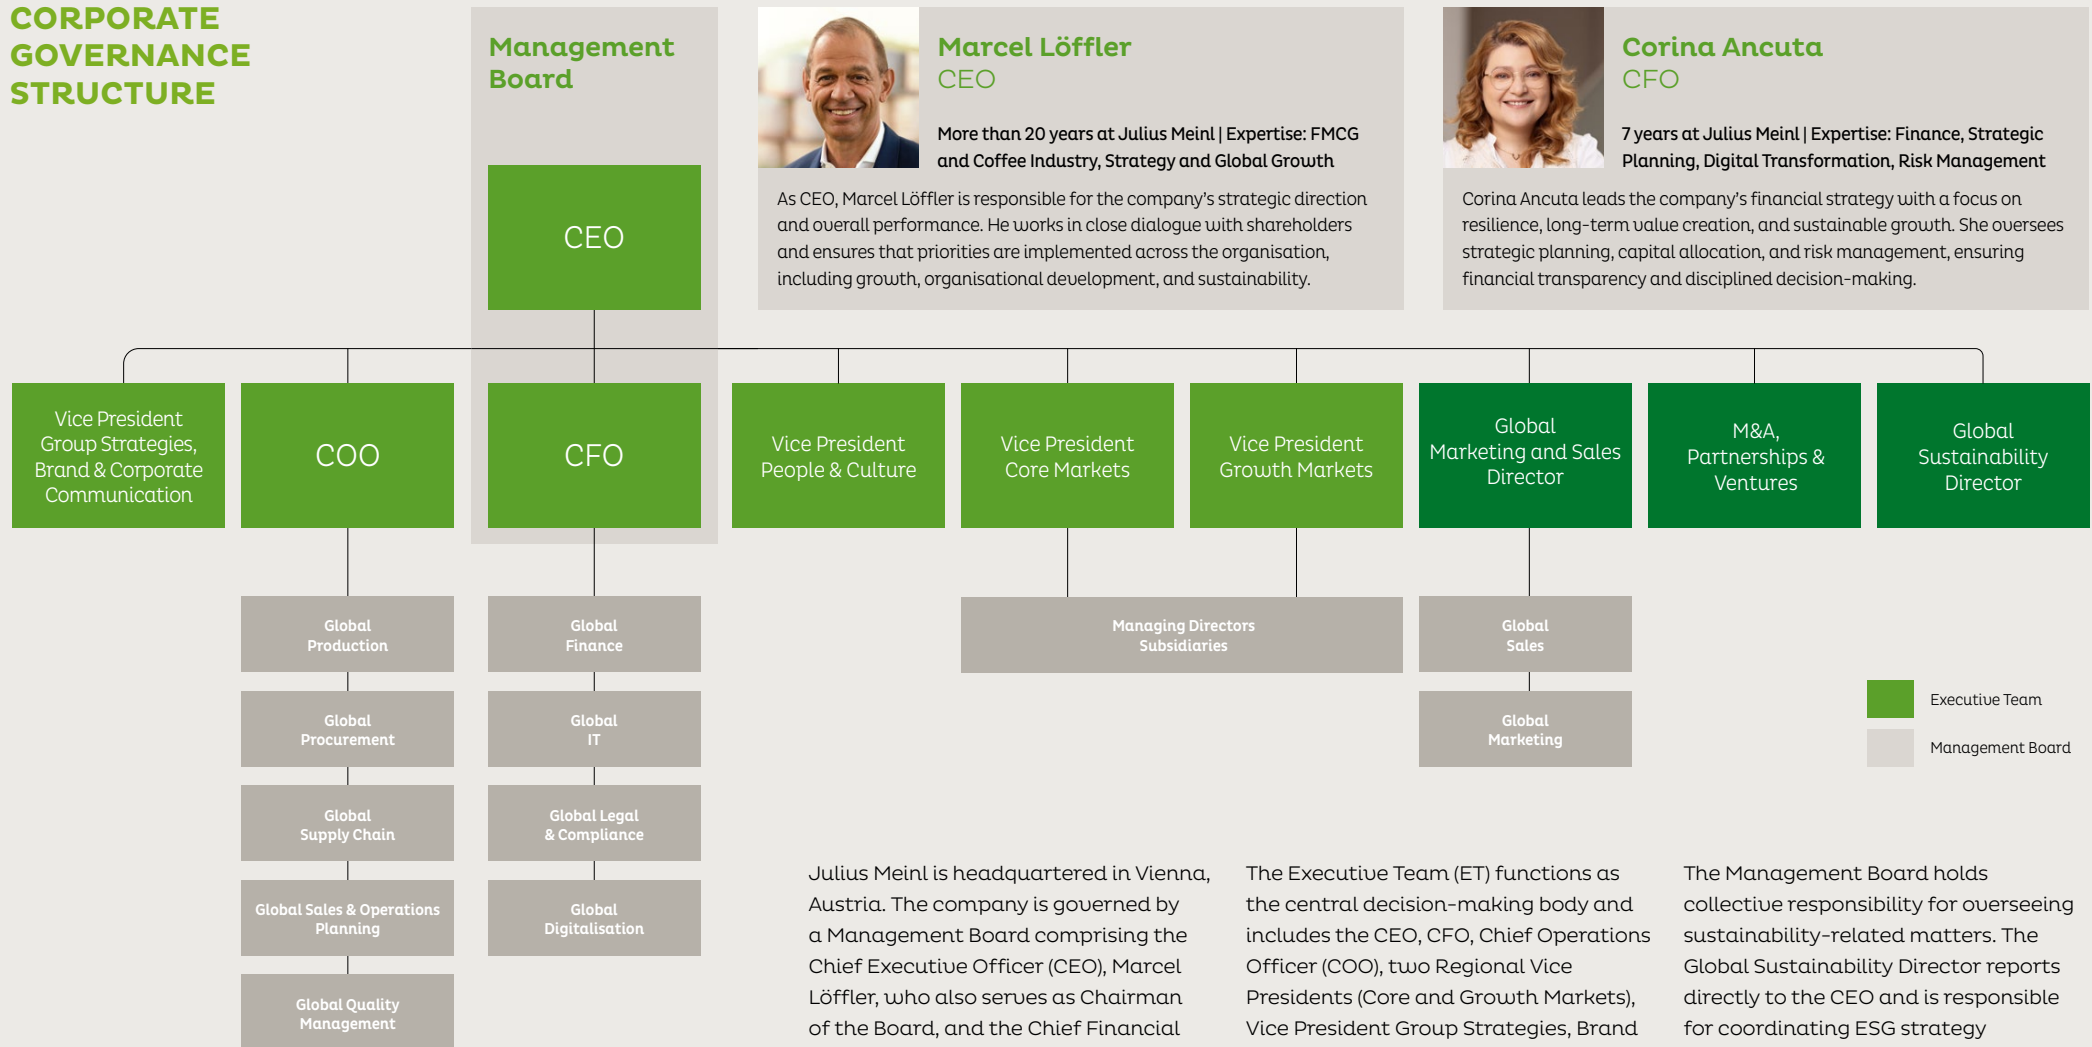 CORPORATE
GOVERNANCE
STRUCTURE
Management
Board
Marcel Löffler
CEO
More than 20 years at Julius Meinl | Expertise: FMCG
and Coffee Industry, Strategy and Global Growth
As CEO, Marcel Löffler is responsible for the company's strategic direction
and overall performance. He works in close dialogue with shareholders
and ensures that priorities are implemented across the organisation,
including growth, organisational development, and sustainability.
Corina Ancuta
CFO
7 years at Julius Meinl | Expertise: Finance, Strategic
Planning, Digital Transformation, Risk Management
Corina Ancuta leads the company's financial strategy with a focus on
resilience, long-term value creation, and sustainable growth. She oversees
strategic planning, capital allocation, and risk management, ensuring
financial transparency and disciplined decision-making.
CEO
Vice President
Group Strategies,
Brand & Corporate
Communication
COO
CFO
Vice President
People & Culture
Vice President
Core Markets
Vice President
Growth Markets
Global
Marketing and Sales
Director
M&A,
Partnerships &
Ventures
Global
Sustainability
Director
Global
Production
Global
Procurement
Global
Supply Chain
Global Sales & Operations
Planning
Global Quality
Management
Global
Finance
Global
IT
Global Legal
& Compliance
Global
Digitalisation
Managing Directors
Subsidiaries
Global
Sales
Global
Marketing
Executive Team
Management Board
Julius Meinl is headquartered in Vienna,
Austria. The company is governed by
a Management Board comprising the
Chief Executive Officer (CEO), Marcel
Löffler, who also serves as Chairman
of the Board, and the Chief Financial
The Executive Team (ET) functions as
the central decision-making body and
includes the CEO, CFO, Chief Operations
Officer (COO), two Regional Vice
Presidents (Core and Growth Markets),
Vice President Group Strategies, Brand
The Management Board holds
collective responsibility for overseeing
sustainability-related matters. The
Global Sustainability Director reports
directly to the CEO and is responsible
for coordinating ESG strategy